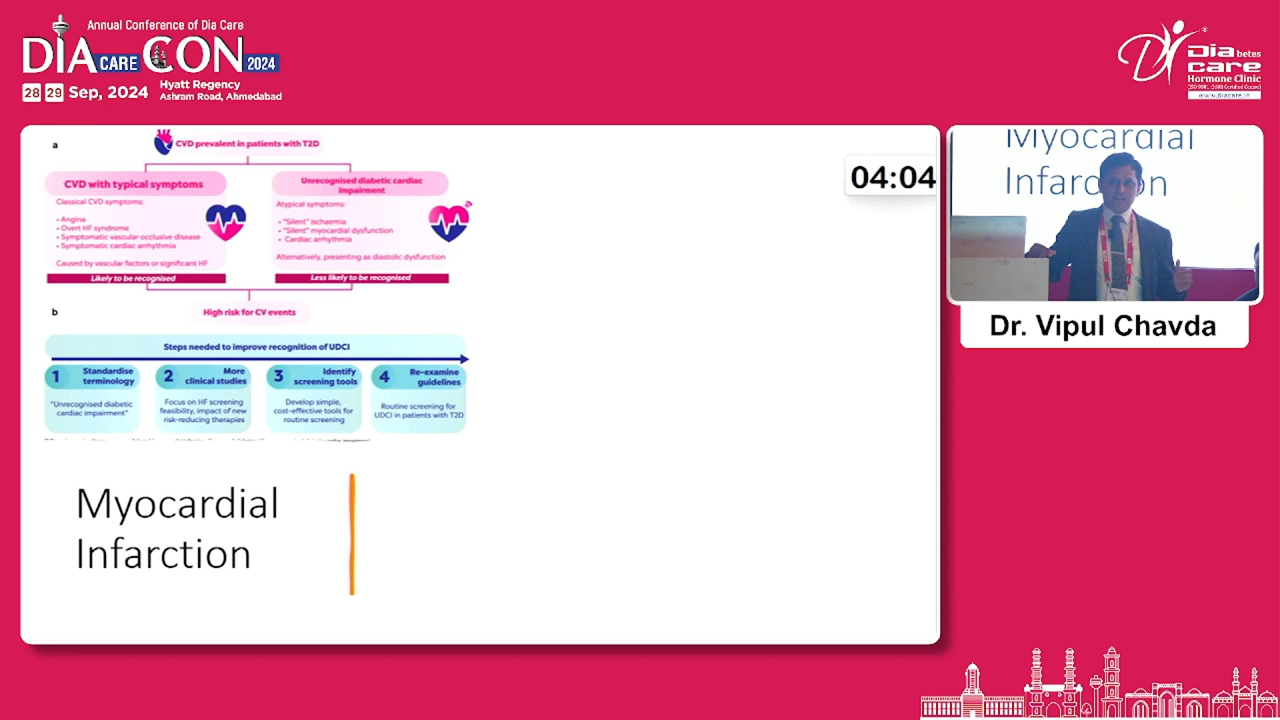 Annual Conference of Dia Care
DIA CARE CON 2024
28 29 Sep, 2024
Hyatt Regency
Ashram Road, Ahmedabad
Diabetes
care
Hormone Clinic
www.diacare.in
a
CVD prevalent in patients with T2D
CVD with typical symptoms
Classical CVD symptoms:
• Angina
• Overt HF syndrome
• Symptomatic vascular occlusive disease
• Symptomatic cardiac arrhythmia
Caused by vascular factors or significant HF
Likely to be recognised
Unrecognised diabetic cardiac
impairment
Atypical symptoms:
• "Silent" ischaemia
• "Silent" myocardial dysfunction
• Cardiac arrhythmia
Alternatively, presenting as diastolic dysfunction
Less likely to be recognised
High risk for CV events
b
Steps needed to improve recognition of UDCI
1 Standardise
terminology
"Unrecognised diabetic
cardiac impairment"
2 More
clinical studies
Focus on HF screening
feasibility, impact of new
risk-reducing therapies
3 Identify
screening tools
Develop simple,
cost-effective tools for
routine screening
4 Re-examine
guidelines
Routine screening for
UDCI in patients with T2D
Myocardial
Infarction
04:04
Myocardial
Dr. Vipul Chavda